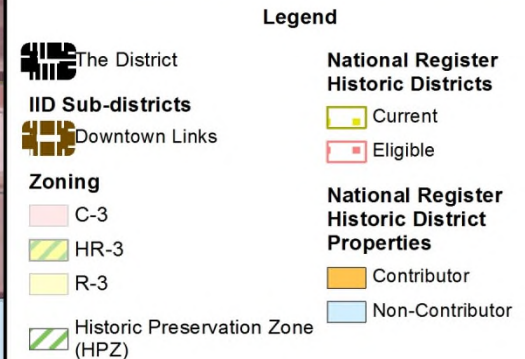 Legend
The District
IID Sub-districts
Downtown Links
Zoning
C-3
HR-3
R-3
Historic Preservation Zone
(HPZ)
National Register
Historic Districts
Current
Eligible
National Register
Historic District
Properties
Contributor
Non-Contributor